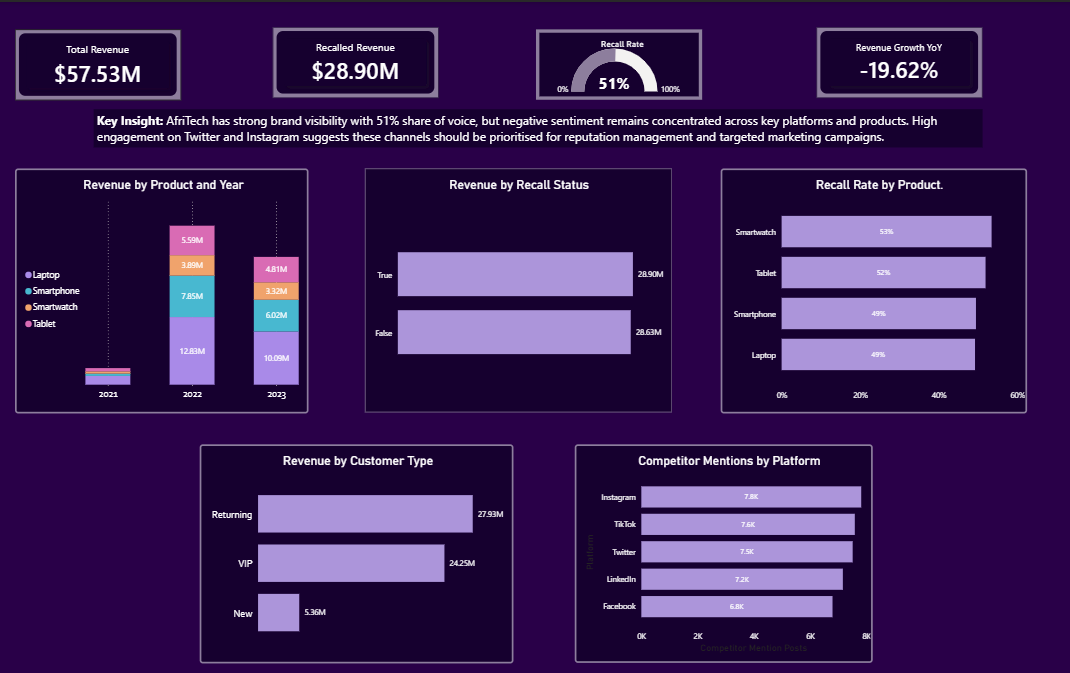 Total Revenue
$57.53M
Recalled Revenue
$28.90M
Recall Rate
0%
51%
100%
Revenue Growth YoY
-19.62%
Key Insight: AfriTech has strong brand visibility with 51% share of voice, but negative sentiment remains concentrated across key platforms and products. High
engagement on Twitter and Instagram suggests these channels should be prioritised for reputation management and targeted marketing campaigns.
Revenue by Product and Year
Laptop
Smartphone
Smartwatch
Tablet
5.59M
3.89M
7.85M
12.83M
4.81M
3.32M
6.02M
10.09M
2021
2022
2023
Revenue by Recall Status
True
28.90M
False
28.63M
Recall Rate by Product.
Smartwatch
53%
Tablet
52%
Smartphone
49%
Laptop
49%
0%
20%
40%
60%
Revenue by Customer Type
Returning
27.93M
VIP
24.25M
New
5.36M
Competitor Mentions by Platform
Platform
Instagram
7.8K
TikTok
7.6K
Twitter
7.5K
LinkedIn
7.2K
Facebook
6.8K
0K
2K
4K
6K
8K
Competitor Mention Posts